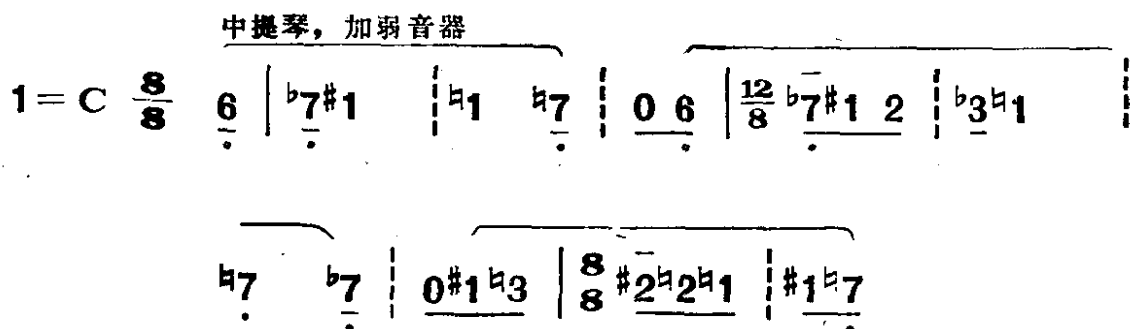 中提琴，加弱音器
1=C 8/8 6 | ♭7 ♯1 ¦ ♮1 ♮7 ¦ 0 6 | 12/8 ♭7 ♯1 2 ¦ ♭3 ♮1 ¦
♮7 ♭7 ¦ 0 ♯1 ♮3 | 8/8 ♯2 ♮2 ♮1 ¦ ♯1 ♮7